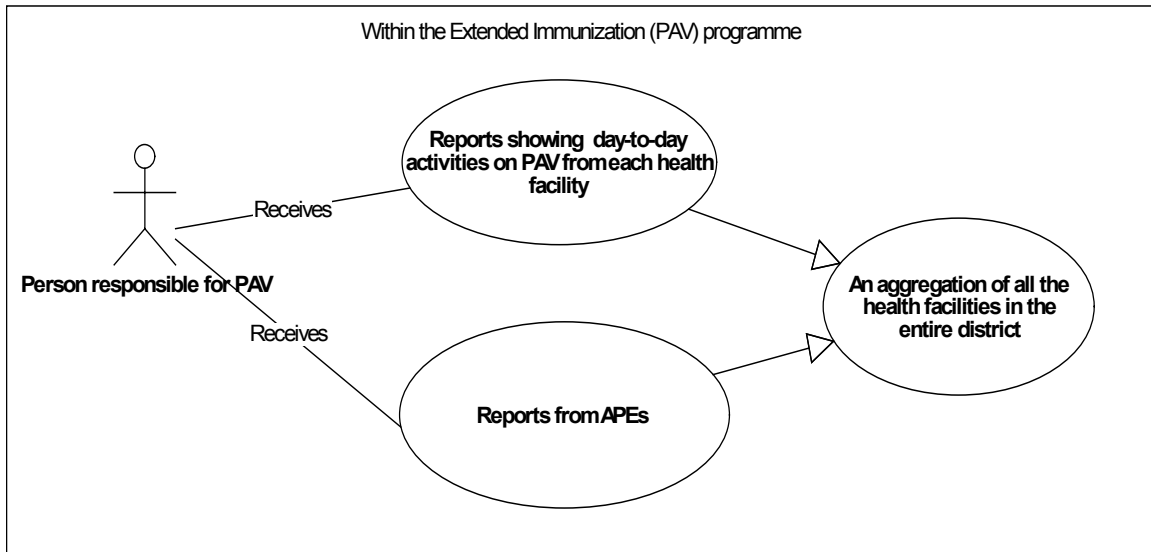 Within the Extended Immunization (PAV) programme
Reports showing day-to-day
activities on PAV from each health
facility
Receives
Person responsible for PAV
An aggregation of all the
health facilities in the
entire district
Receives
Reports from APEs